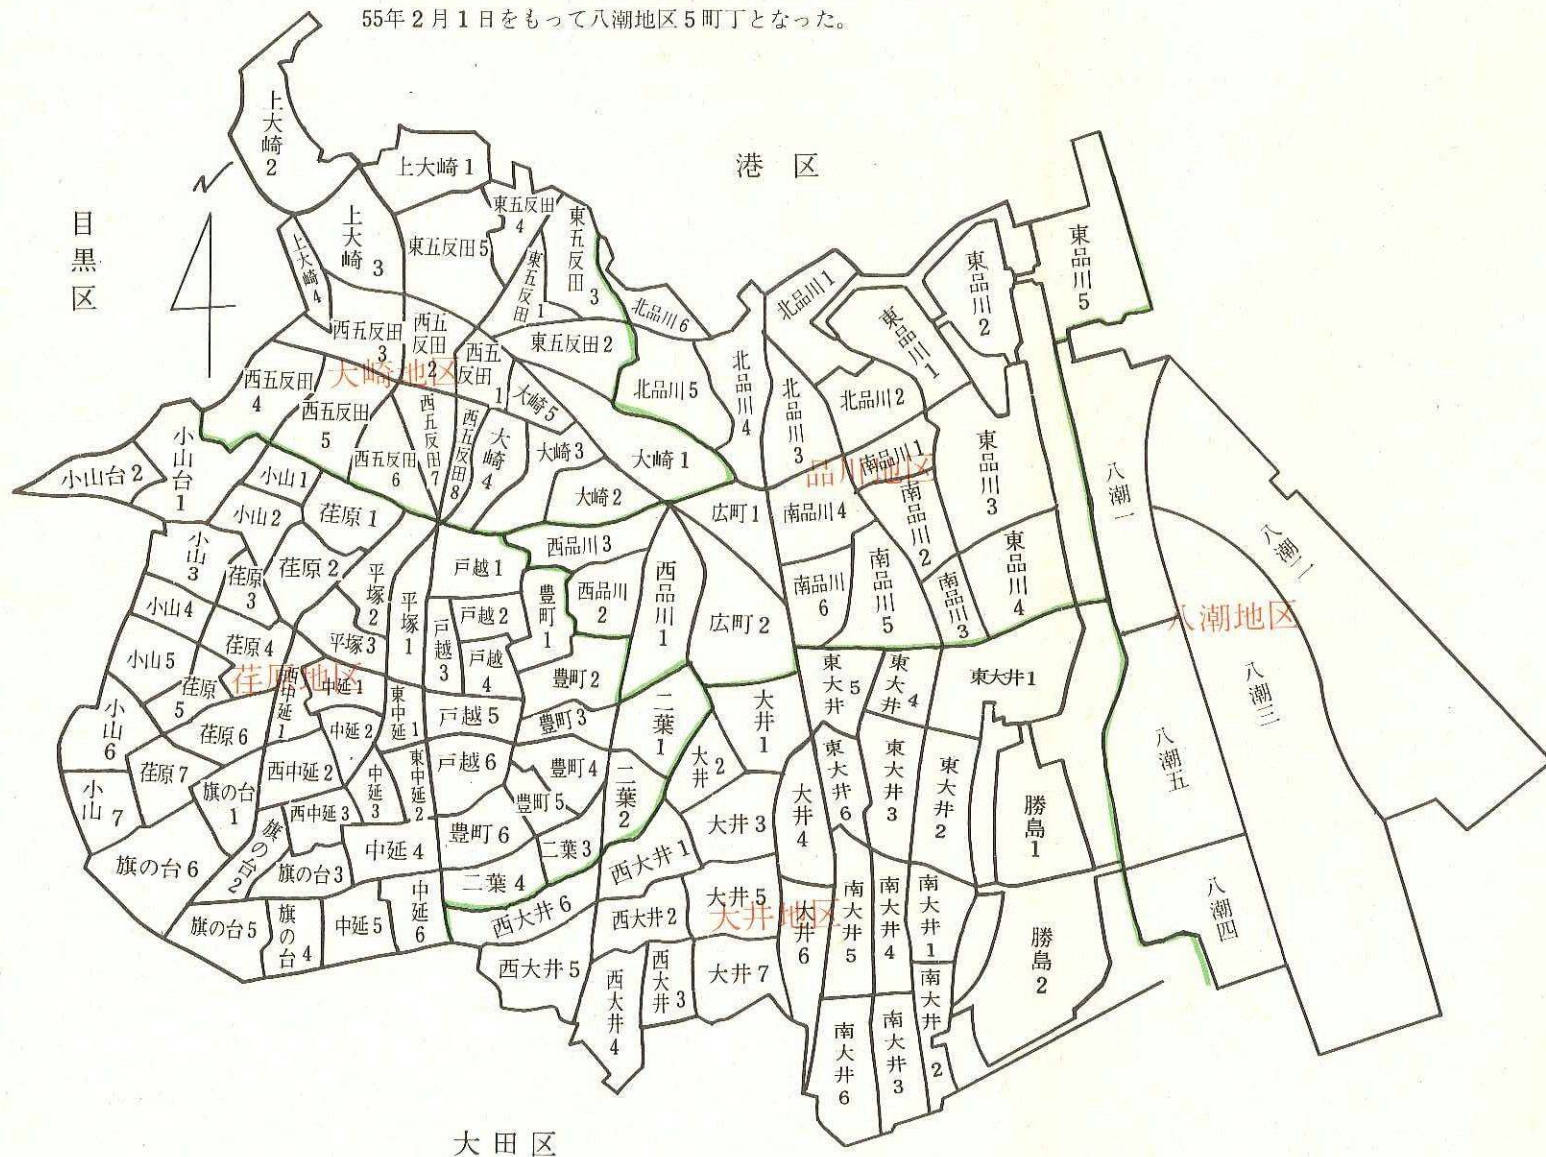 55年2月1日をもって八潮地区5町丁となった。
上大崎2
上大崎1
港区
目黒区
N
上大崎3
上大崎4
東五反田5
東五反田4
東五反田3
東五反田1
東五反田2
北品川6
北品川1
東品川1
東品川2
東品川5
西五反田3
西五反田2
西五反田1
大崎地区
西五反田4
西五反田5
西五反田6
西五反田7
西五反田8
大崎5
大崎4
大崎3
大崎2
大崎1
北品川5
北品川4
北品川3
北品川2
南品川1
品川地区
東品川3
八潮一
八潮二
小山台2
小山台1
小山1
小山2
荏原1
小山3
荏原3
荏原2
平塚2
平塚1
戸越1
西品川3
西品川2
西品川1
広町1
南品川4
南品川2
東品川4
南品川6
南品川5
南品川3
広町2
八潮地区
小山4
荏原4
平塚3
戸越2
戸越3
戸越4
豊町1
豊町2
小山5
荏原5
荏原地区
西中延1
中延1
東中延1
戸越5
豊町3
二葉1
大井1
東大井5
東大井4
東大井1
八潮三
八潮五
小山6
荏原6
荏原7
中延2
西中延2
中延3
東中延2
戸越6
豊町4
豊町5
二葉2
大井2
大井4
東大井6
東大井3
東大井2
勝島1
小山7
旗の台1
西中延3
旗の台2
旗の台6
旗の台3
中延4
豊町6
二葉3
二葉4
西大井1
大井3
大井5
大井地区
大井6
南大井5
南大井4
南大井1
勝島2
八潮四
旗の台5
旗の台4
中延5
中延6
西大井6
西大井2
西大井5
西大井4
西大井3
大井7
南大井6
南大井3
南大井2
大田区